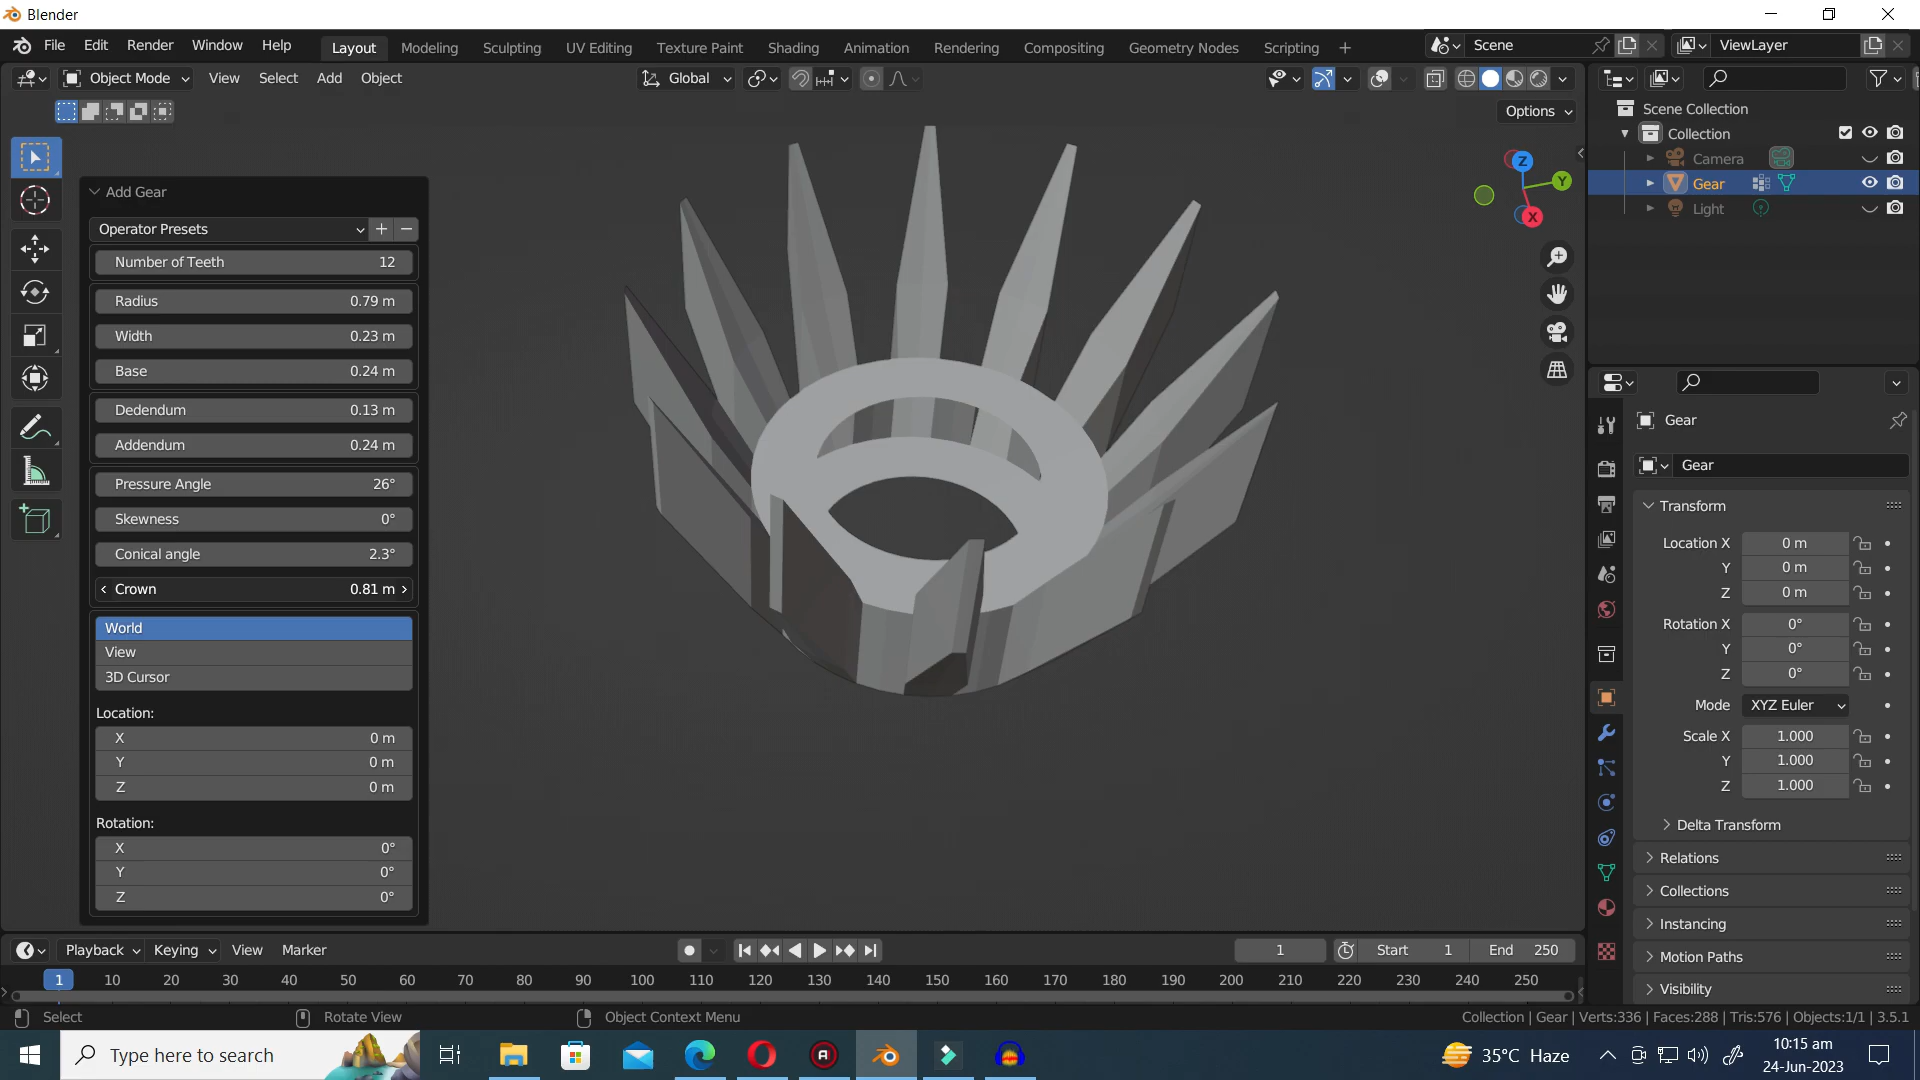 Blender
File Edit Render Window Help Layout Modeling Sculpting UV Editing Texture Paint Shading Animation Rendering Compositing Geometry Nodes Scripting + Scene ViewLayer
Object Mode View Select Add Object Global
Options
Scene Collection
Collection
Camera
Gear
Light
Z
Y
X
Add Gear
Operator Presets
Number of Teeth 12
Radius 0.79 m
Width 0.23 m
Base 0.24 m
Dedendum 0.13 m
Addendum 0.24 m
Pressure Angle 26°
Skewness 0°
Conical angle 2.3°
Crown 0.81 m
World
View
3D Cursor
Location:
X 0 m
Y 0 m
Z 0 m
Rotation:
X 0°
Y 0°
Z 0°
Gear
Gear
Transform
Location X 0 m
Y 0 m
Z 0 m
Rotation X 0°
Y 0°
Z 0°
Mode XYZ Euler
Scale X 1.000
Y 1.000
Z 1.000
Delta Transform
Relations
Collections
Instancing
Motion Paths
Visibility
Playback Keying View Marker 1 Start 1 End 250
1 10 20 30 40 50 60 70 80 90 100 110 120 130 140 150 160 170 180 190 200 210 220 230 240 250
Select Rotate View Object Context Menu Collection | Gear | Verts:336 | Faces:288 | Tris:576 | Objects:1/1 | 3.5.1
Type here to search 35°C Haze 10:15 am
24-Jun-2023